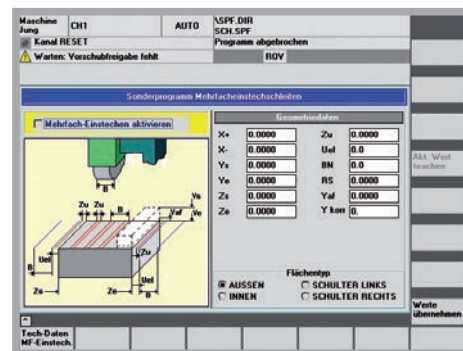 Maschine Jung
CH1
AUTO
\SPF.DIR
SCH.SPF
Kanal RESET
Programm abgebrochen
Warten: Vorschubfreigabe fehlt
ROV
Sonderprogramm Mehrfacheinstechschleifen
Mehrfach-Einstechen aktivieren
Geometriedaten
X+ 0.0000 Zu 0.0000
X- 0.0000 Uel 0.0
Ys 0.0000 BN 0.0
Ye 0.0000 RS 0.0000
Zs 0.0000 Yaf 0.0000
Ze 0.0000 Y korr 0.
Akt. Wert
teachen
B
Zu Zu B Ys
Yaf Ye
Uel Zu
B Uel
Zs Ze B
Flächentyp
AUSSEN SCHULTER LINKS
INNEN SCHULTER RECHTS
Werte
übernehmen
Tech-Daten
MF-Einstech.